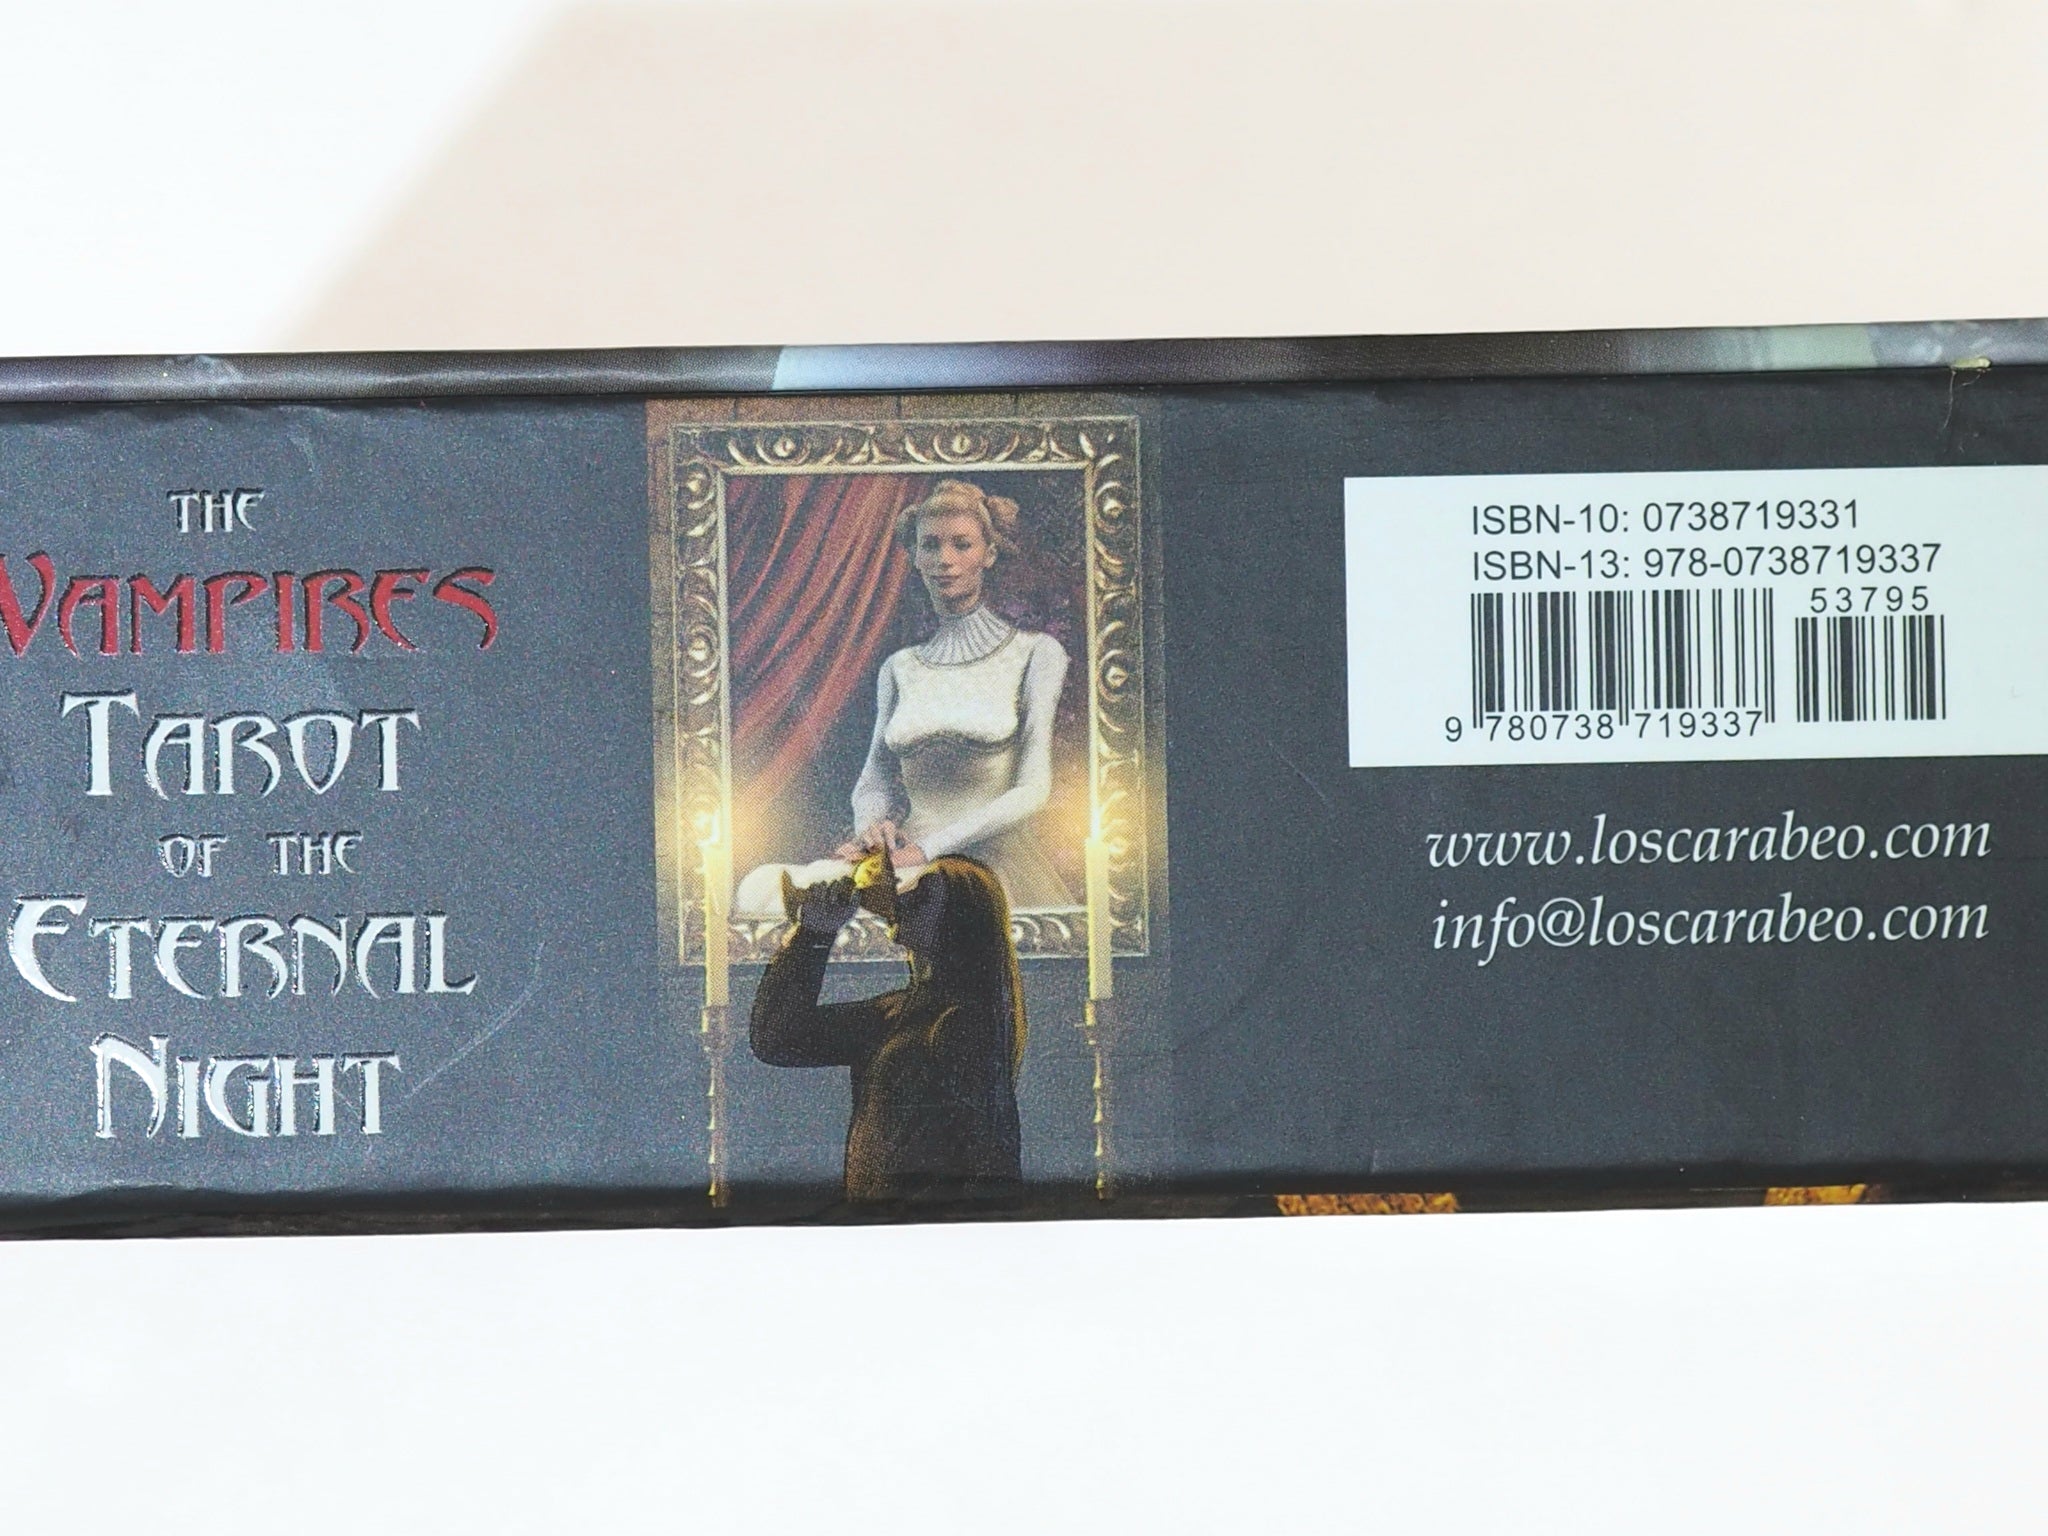 THE
VAMPIRES
TAROT
OF THE
ETERNAL
NIGHT
ISBN-10: 0738719331
ISBN-13: 978-0738719337
53795
9 780738 719337
www.loscarabeo.com
info@loscarabeo.com